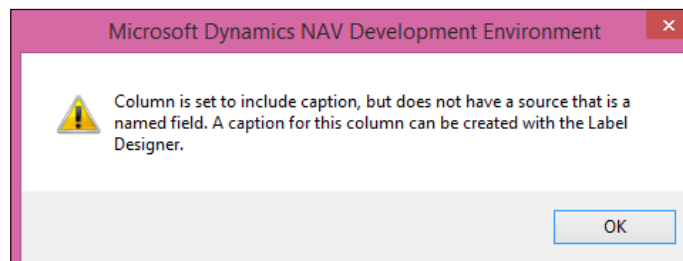 Microsoft Dynamics NAV Development Environment
Column is set to include caption, but does not have a source that is a
named field. A caption for this column can be created with the Label
Designer.
OK